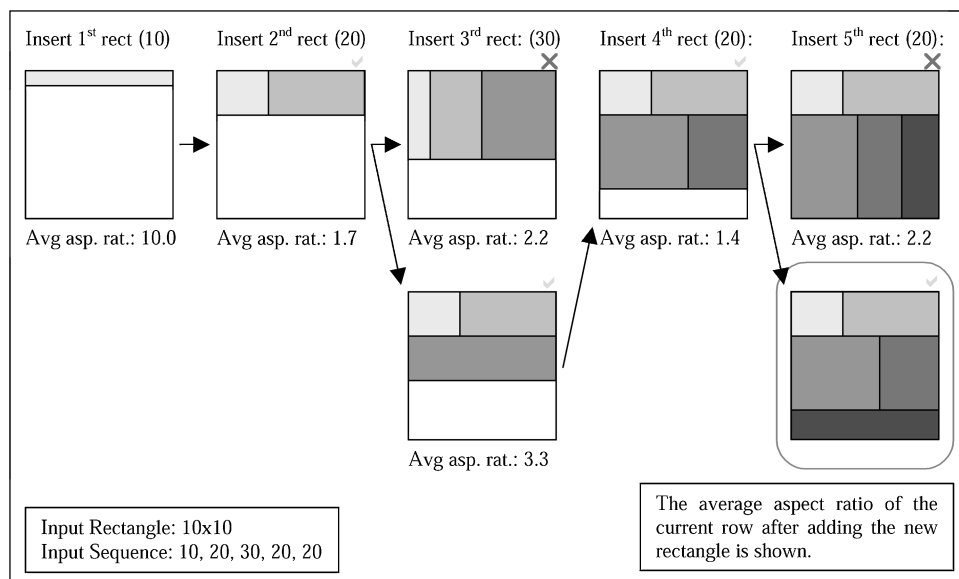 Insert 1st rect (10)
Insert 2nd rect (20)
Insert 3rd rect: (30)
Insert 4th rect (20):
Insert 5th rect (20):
Avg asp. rat.: 10.0
Avg asp. rat.: 1.7
Avg asp. rat.: 2.2
Avg asp. rat.: 1.4
Avg asp. rat.: 2.2
Avg asp. rat.: 3.3
Input Rectangle: 10x10
Input Sequence: 10, 20, 30, 20, 20
The average aspect ratio of the
current row after adding the new
rectangle is shown.